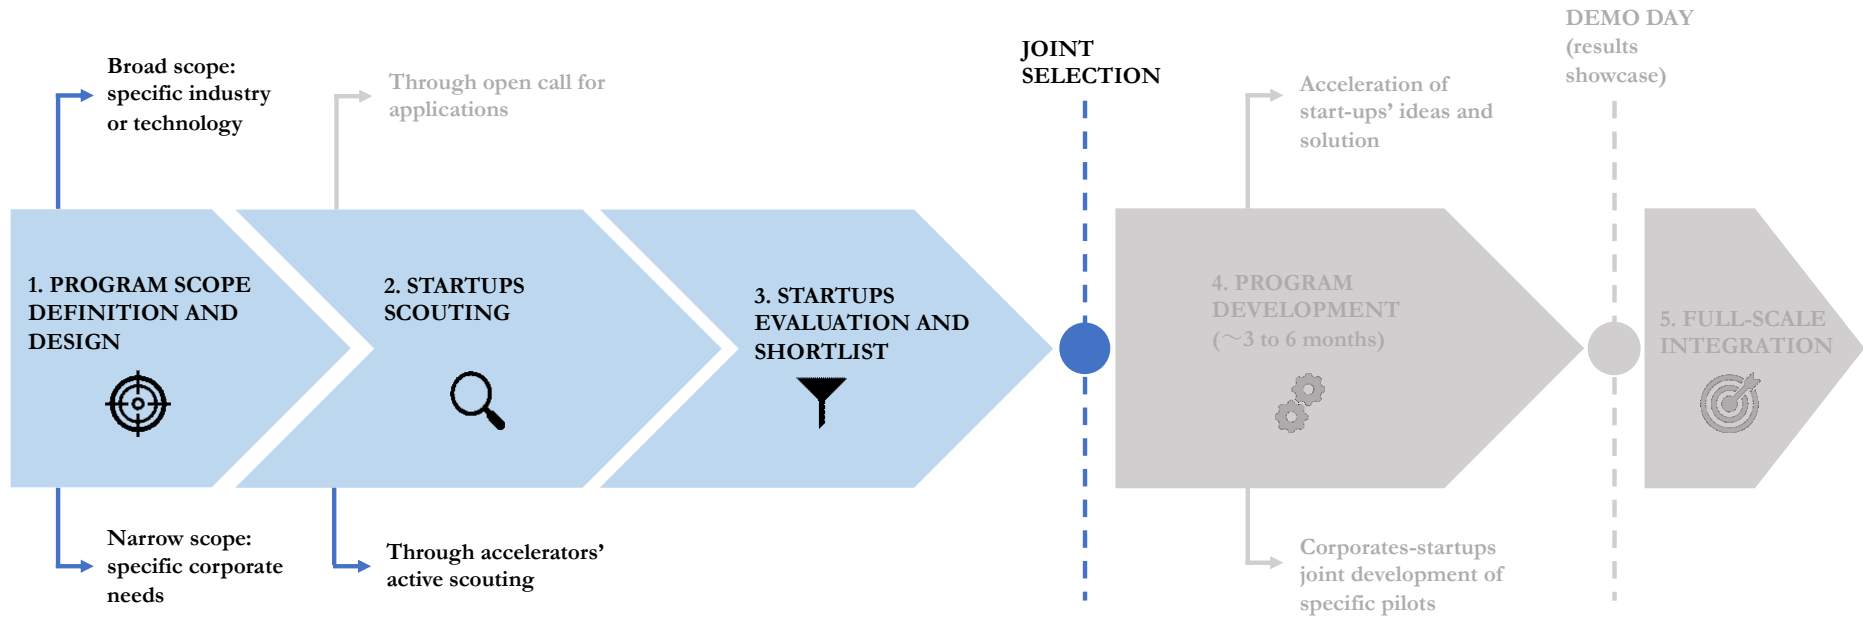 Broad scope:
specific industry
or technology
Through open call for
applications
JOINT
SELECTION
Acceleration of
start-ups' ideas and
solution
DEMO DAY
(results
showcase)
1. PROGRAM SCOPE
DEFINITION AND
DESIGN
2. STARTUPS
SCOUTING
3. STARTUPS
EVALUATION AND
SHORTLIST
4. PROGRAM
DEVELOPMENT
(～3 to 6 months)
5. FULL-SCALE
INTEGRATION
Narrow scope:
specific corporate
needs
Through accelerators'
active scouting
Corporates-startups
joint development of
specific pilots